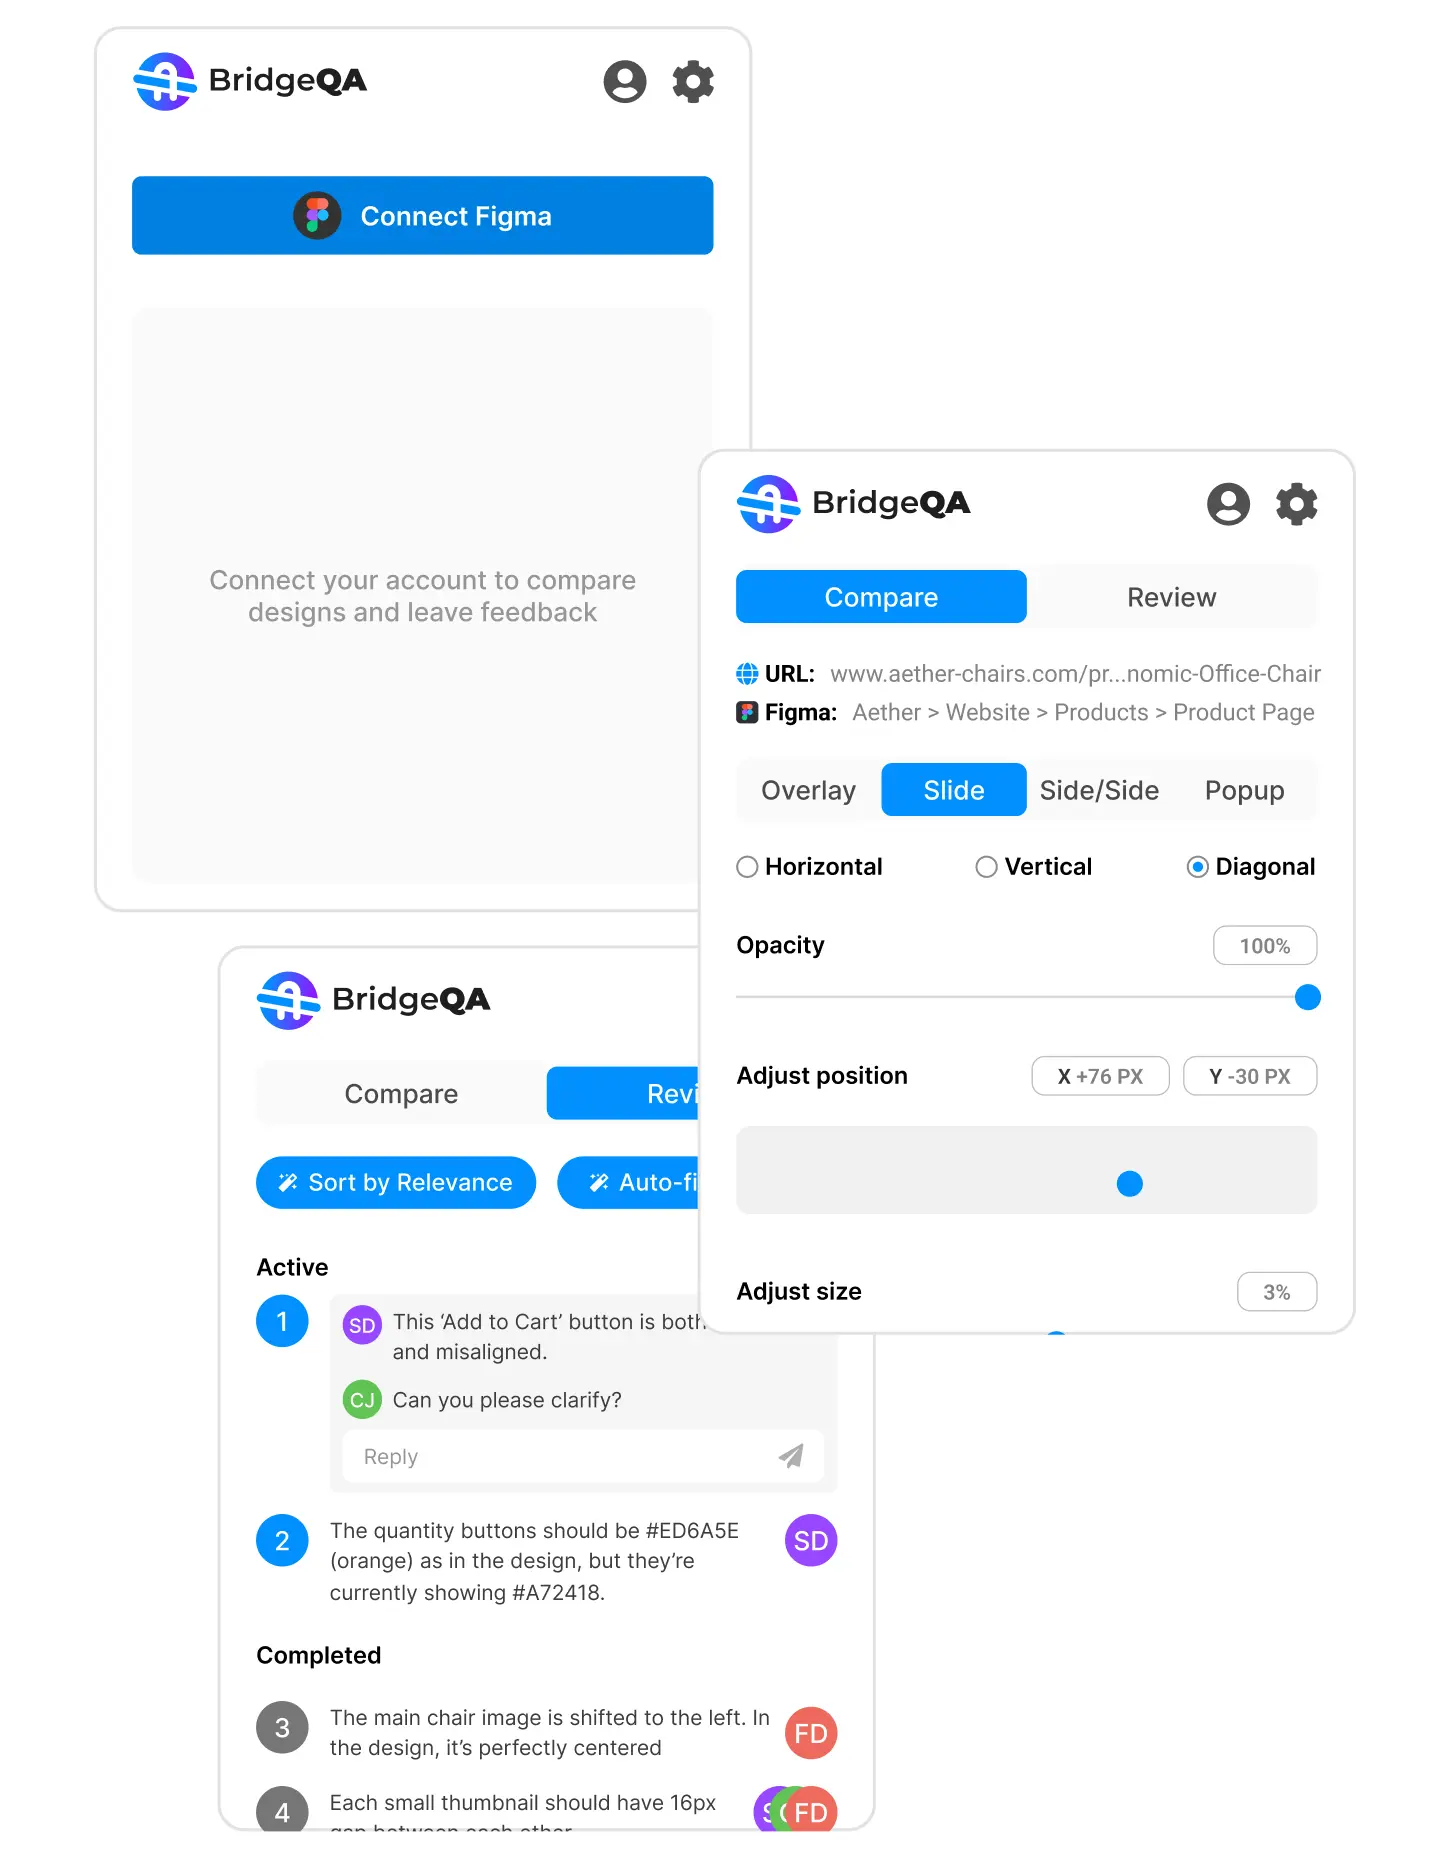 BridgeQA
Connect Figma
Connect your account to compare
designs and leave feedback
BridgeQA
Compare Review
URL: www.aether-chairs.com/pr...nomic-Office-Chair
Figma: Aether > Website > Products > Product Page
Overlay Slide Side/Side Popup
Horizontal Vertical Diagonal
Opacity 100%
Adjust position X +76 PX Y -30 PX
Adjust size 3%
BridgeQA
Compare
Sort by Relevance
Active
1
SD This ‘Add to Cart’ button is both
and misaligned.
CJ Can you please clarify?
Reply
2 The quantity buttons should be #ED6A5E
(orange) as in the design, but they’re
currently showing #A72418.
SD
Completed
3 The main chair image is shifted to the left. In
the design, it’s perfectly centered
FD
4 Each small thumbnail should have 16px
gap between each other
FD